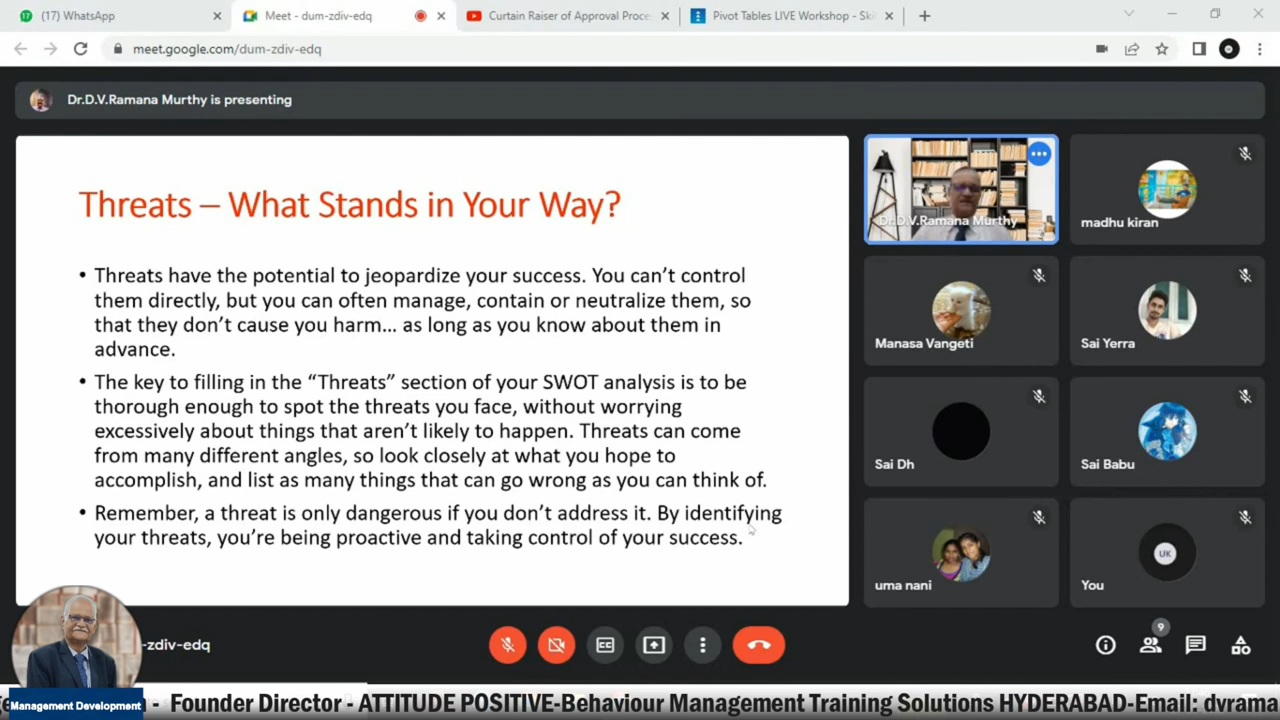 (17) WhatsApp
Meet - dum-zdiv-edq
Curtain Raiser of Approval Proce
Pivot Tables LIVE Workshop - Ski
meet.google.com/dum-zdiv-edq
Dr.D.V.Ramana Murthy is presenting
Threats – What Stands in Your Way?
• Threats have the potential to jeopardize your success. You can't control
them directly, but you can often manage, contain or neutralize them, so
that they don't cause you harm... as long as you know about them in
advance.
• The key to filling in the “Threats” section of your SWOT analysis is to be
thorough enough to spot the threats you face, without worrying
excessively about things that aren't likely to happen. Threats can come
from many different angles, so look closely at what you hope to
accomplish, and list as many things that can go wrong as you can think of.
• Remember, a threat is only dangerous if you don't address it. By identifying
your threats, you're being proactive and taking control of your success.
Dr.D.V.Ramana Murthy
madhu kiran
Manasa Vangeti
Sai Yerra
Sai Dh
Sai Babu
uma nani
UK
You
-zdiv-edq
CC
9
Management Development
- Founder Director - ATTITUDE POSITIVE-Behaviour Management Training Solutions HYDERABAD-Email: dvrama